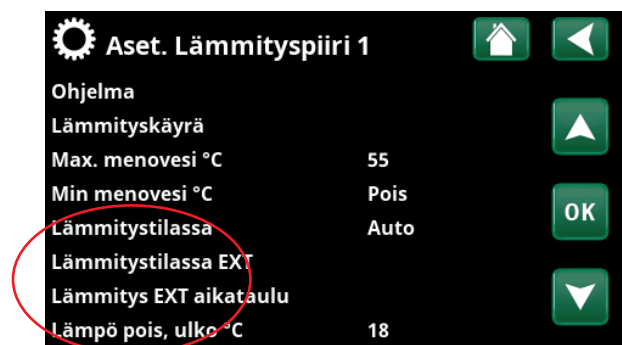 Aset. Lämmityspiiri 1
Ohjelma
Lämmityskäyrä
Max. menovesi °C 55
Min menovesi °C Pois
Lämmitystilassa Auto
OK
Lämmitystilassa EXT
Lämmitys EXT aikataulu
Lämpö pois, ulko °C 18